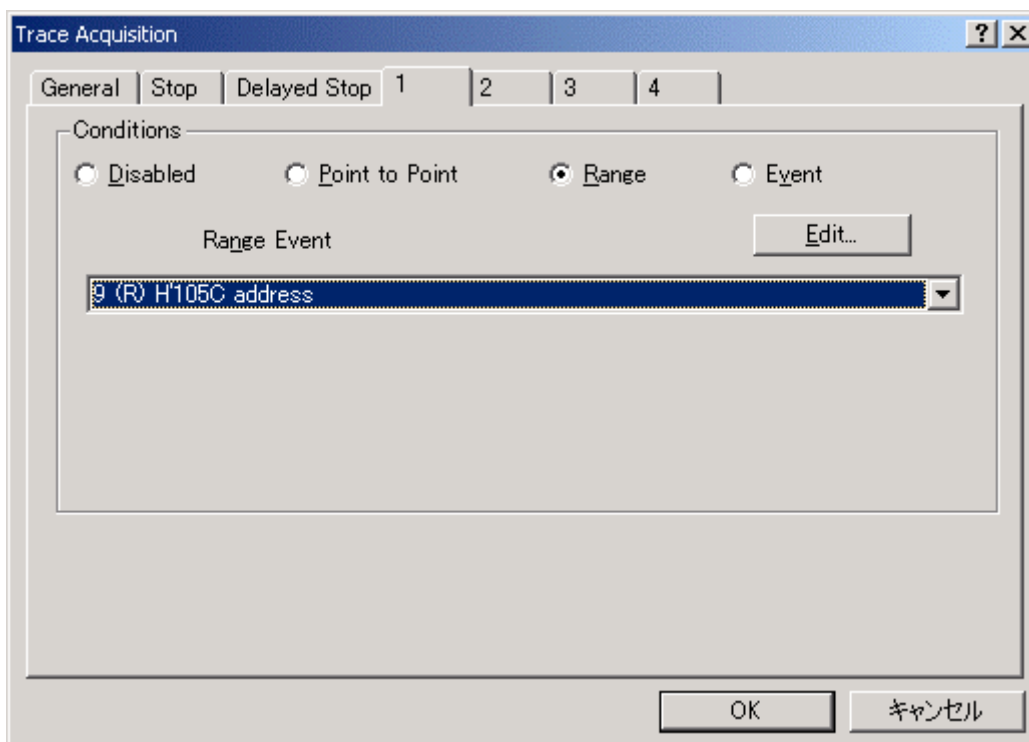 Trace Acquisition
General Stop Delayed Stop 1 2 3 4
Conditions
Disabled Point to Point Range Event
Range Event Edit...
9 (R) H'105C address
OK キャンセル